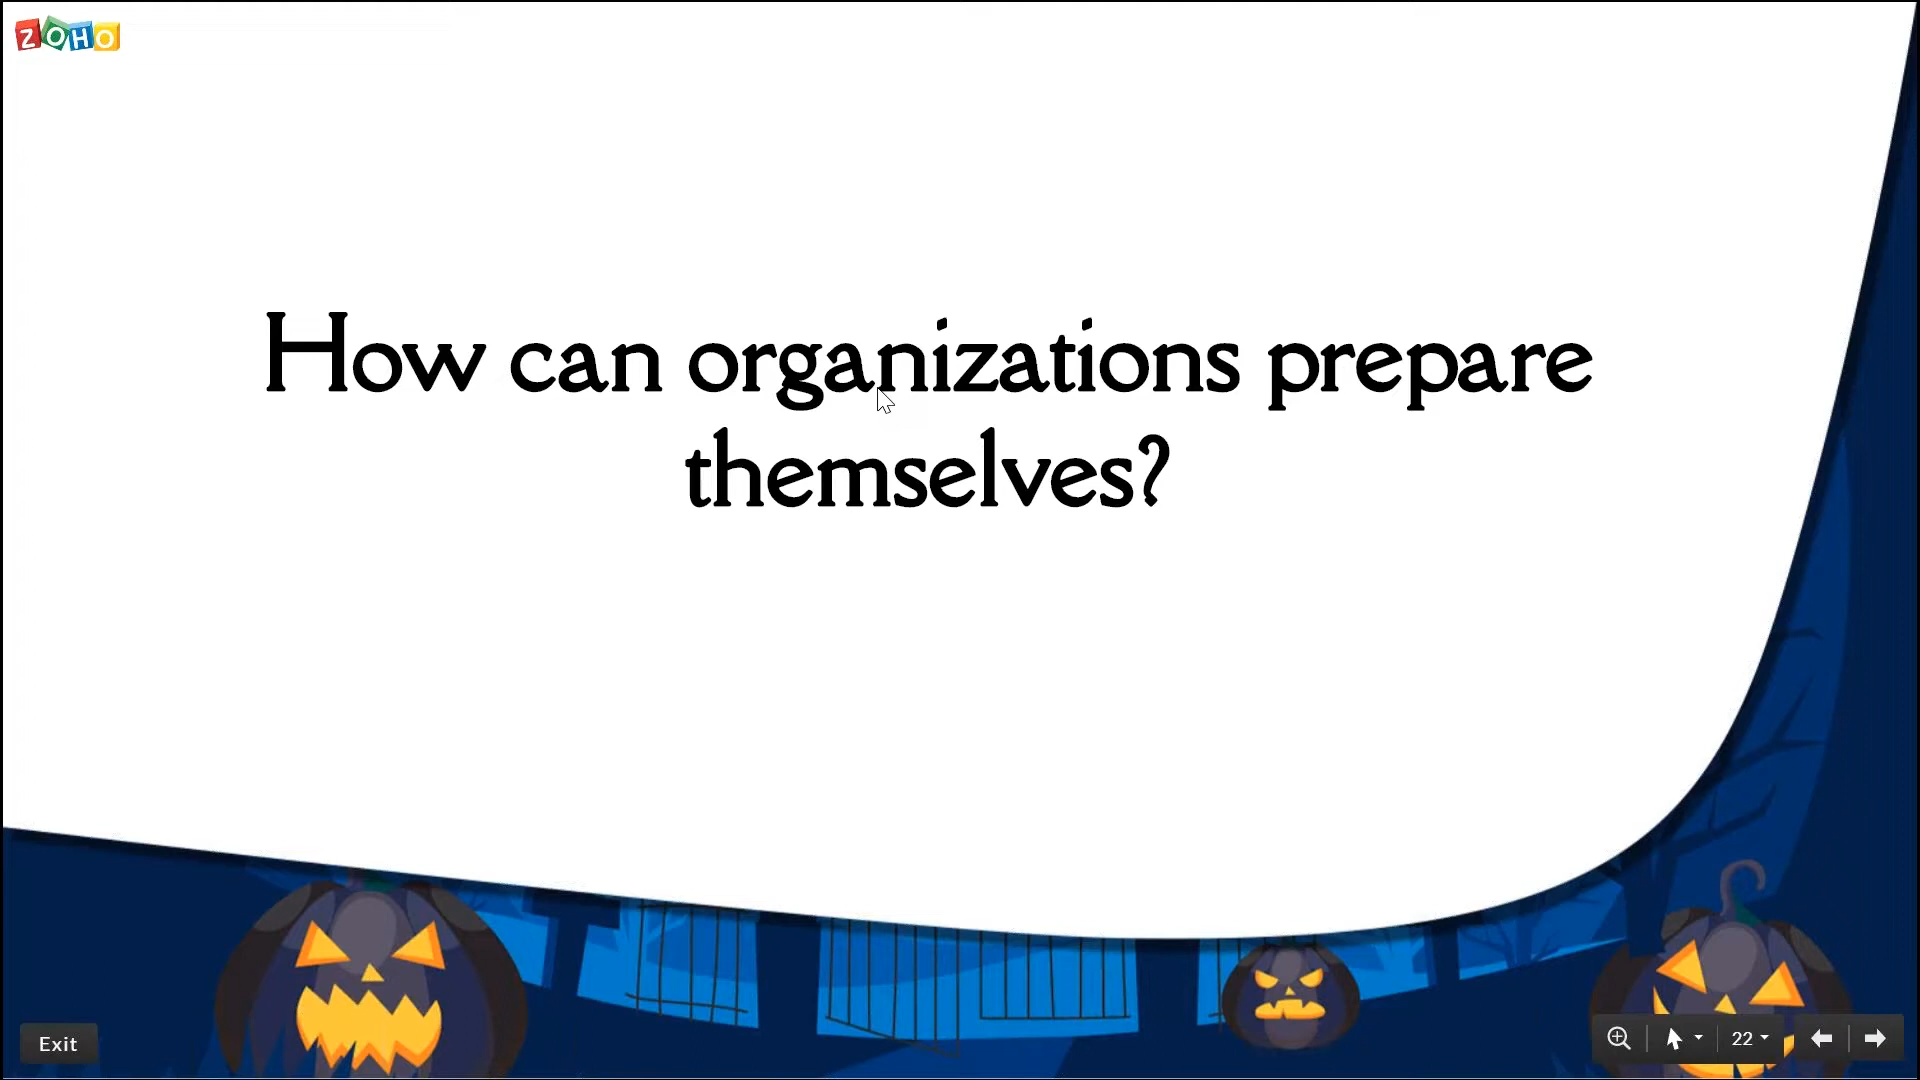 ZOHO
How can organizations prepare
themselves?
Exit
22